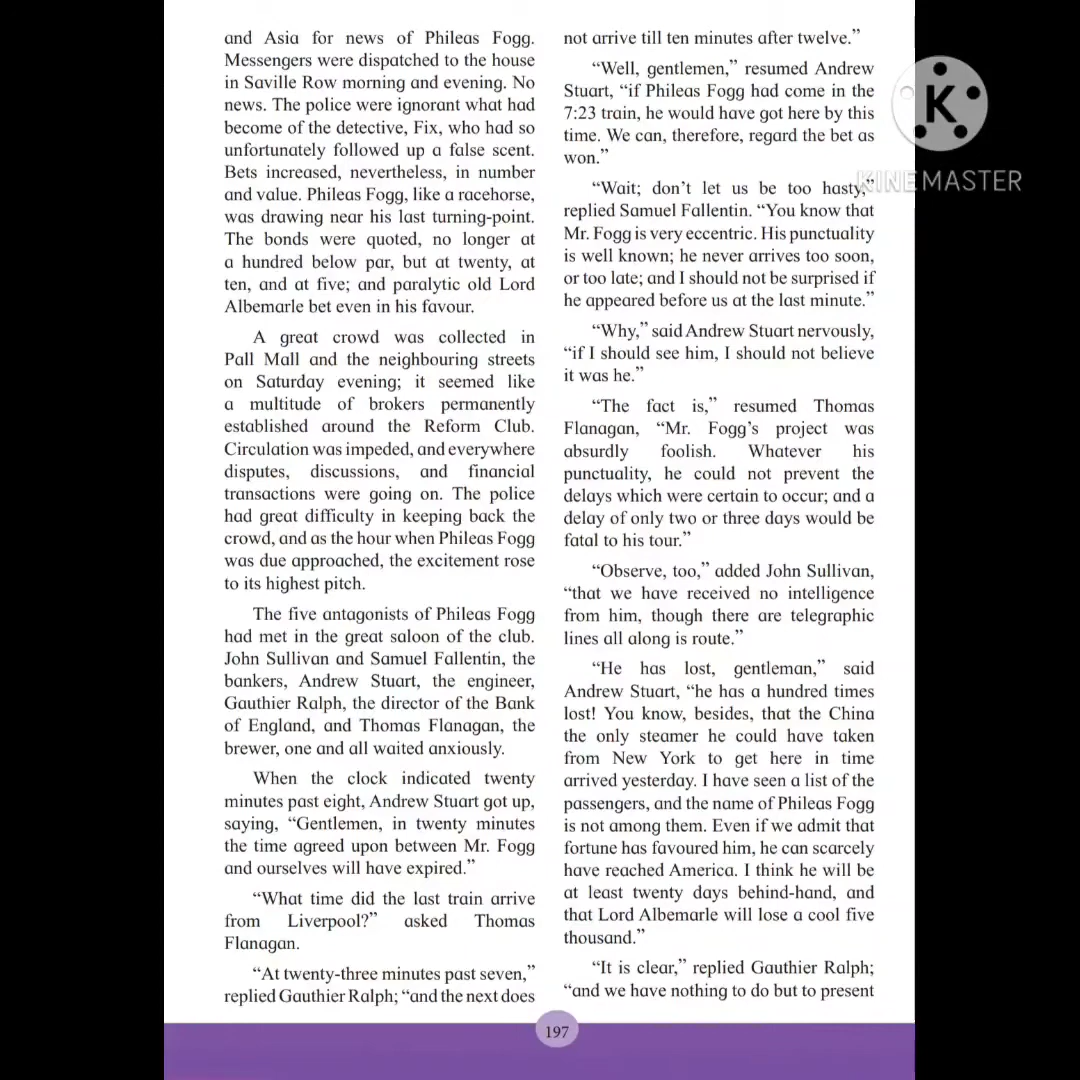 and Asia for news of Phileas Fogg.
Messengers were dispatched to the house
in Saville Row morning and evening. No
news. The police were ignorant what had
become of the detective, Fix, who had so
unfortunately followed up a false scent.
Bets increased, nevertheless, in number
and value. Phileas Fogg, like a racehorse,
was drawing near his last turning-point.
The bonds were quoted, no longer at
a hundred below par, but at twenty, at
ten, and at five; and paralytic old Lord
Albemarle bet even in his favour.
A great crowd was collected in
Pall Mall and the neighbouring streets
on Saturday evening; it seemed like
a multitude of brokers permanently
established around the Reform Club.
Circulation was impeded, and everywhere
disputes, discussions, and financial
transactions were going on. The police
had great difficulty in keeping back the
crowd, and as the hour when Phileas Fogg
was due approached, the excitement rose
to its highest pitch.
The five antagonists of Phileas Fogg
had met in the great saloon of the club.
John Sullivan and Samuel Fallentin, the
bankers, Andrew Stuart, the engineer,
Gauthier Ralph, the director of the Bank
of England, and Thomas Flanagan, the
brewer, one and all waited anxiously.
When the clock indicated twenty
minutes past eight, Andrew Stuart got up,
saying, “Gentlemen, in twenty minutes
the time agreed upon between Mr. Fogg
and ourselves will have expired.”
“What time did the last train arrive
from Liverpool?” asked Thomas
Flanagan.
“At twenty-three minutes past seven,”
replied Gauthier Ralph; “and the next does
not arrive till ten minutes after twelve.”
“Well, gentlemen,” resumed Andrew
Stuart, “if Phileas Fogg had come in the
7:23 train, he would have got here by this
time. We can, therefore, regard the bet as
won.”
“Wait; don’t let us be too hasty,”
replied Samuel Fallentin. “You know that
Mr. Fogg is very eccentric. His punctuality
is well known; he never arrives too soon,
or too late; and I should not be surprised if
he appeared before us at the last minute.”
“Why,” said Andrew Stuart nervously,
“if I should see him, I should not believe
it was he.”
“The fact is,” resumed Thomas
Flanagan, “Mr. Fogg’s project was
absurdly foolish. Whatever his
punctuality, he could not prevent the
delays which were certain to occur; and a
delay of only two or three days would be
fatal to his tour.”
“Observe, too,” added John Sullivan,
“that we have received no intelligence
from him, though there are telegraphic
lines all along is route.”
“He has lost, gentleman,” said
Andrew Stuart, “he has a hundred times
lost! You know, besides, that the China
the only steamer he could have taken
from New York to get here in time
arrived yesterday. I have seen a list of the
passengers, and the name of Phileas Fogg
is not among them. Even if we admit that
fortune has favoured him, he can scarcely
have reached America. I think he will be
at least twenty days behind-hand, and
that Lord Albemarle will lose a cool five
thousand.”
“It is clear,” replied Gauthier Ralph;
“and we have nothing to do but to present
197
K
KINEMASTER